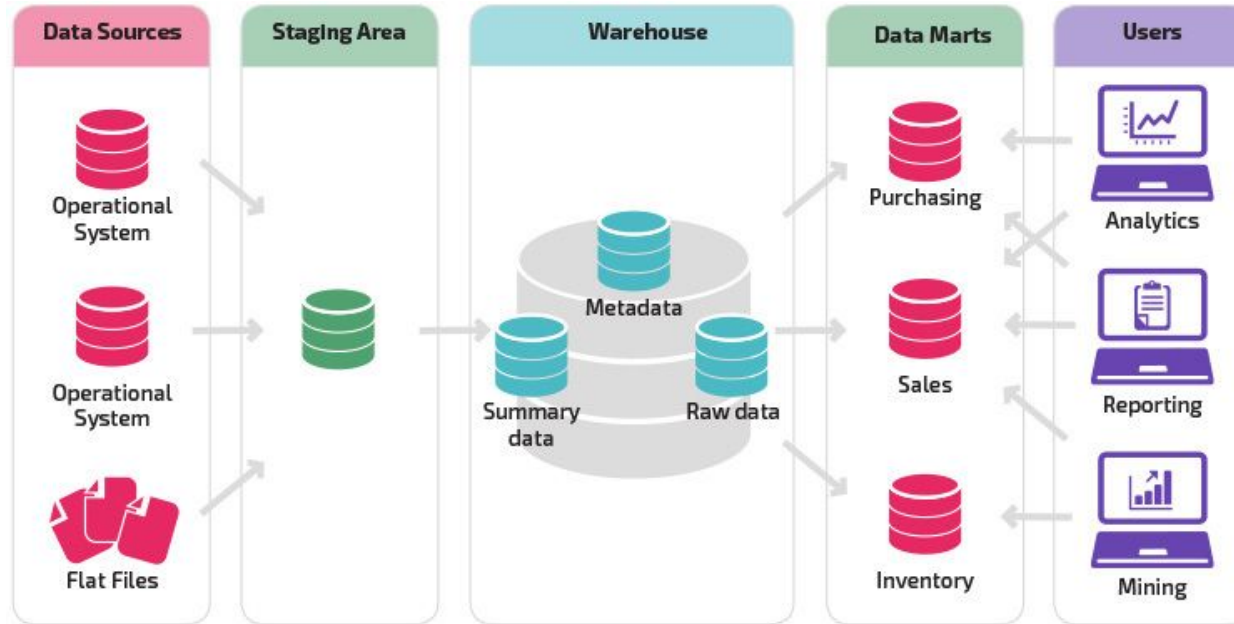 Data Sources
Staging Area
Warehouse
Data Marts
Users
Operational
System
Operational
System
Flat Files
Metadata
Summary
data
Raw data
Purchasing
Sales
Inventory
Analytics
Reporting
Mining